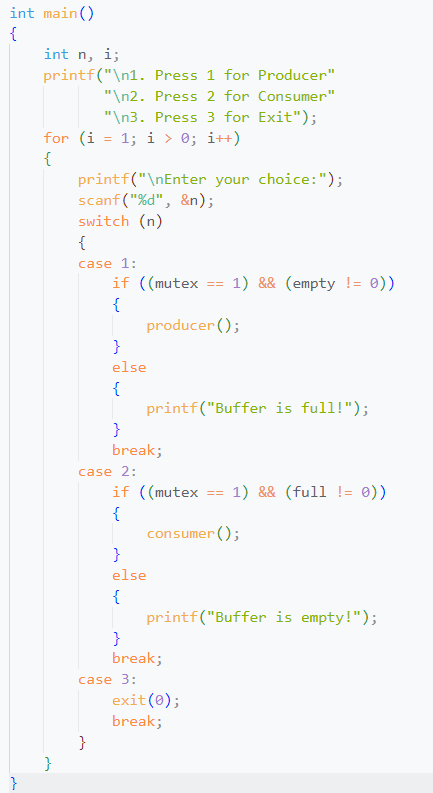 int main()
{
    int n, i;
    printf("\n1. Press 1 for Producer"
           "\n2. Press 2 for Consumer"
           "\n3. Press 3 for Exit");
    for (i = 1; i > 0; i++)
    {
        printf("\nEnter your choice:");
        scanf("%d", &n);
        switch (n)
        {
        case 1:
            if ((mutex == 1) && (empty != 0))
            {
                producer();
            }
            else
            {
                printf("Buffer is full!");
            }
            break;
        case 2:
            if ((mutex == 1) && (full != 0))
            {
                consumer();
            }
            else
            {
                printf("Buffer is empty!");
            }
            break;
        case 3:
            exit(0);
            break;
        }
    }
}